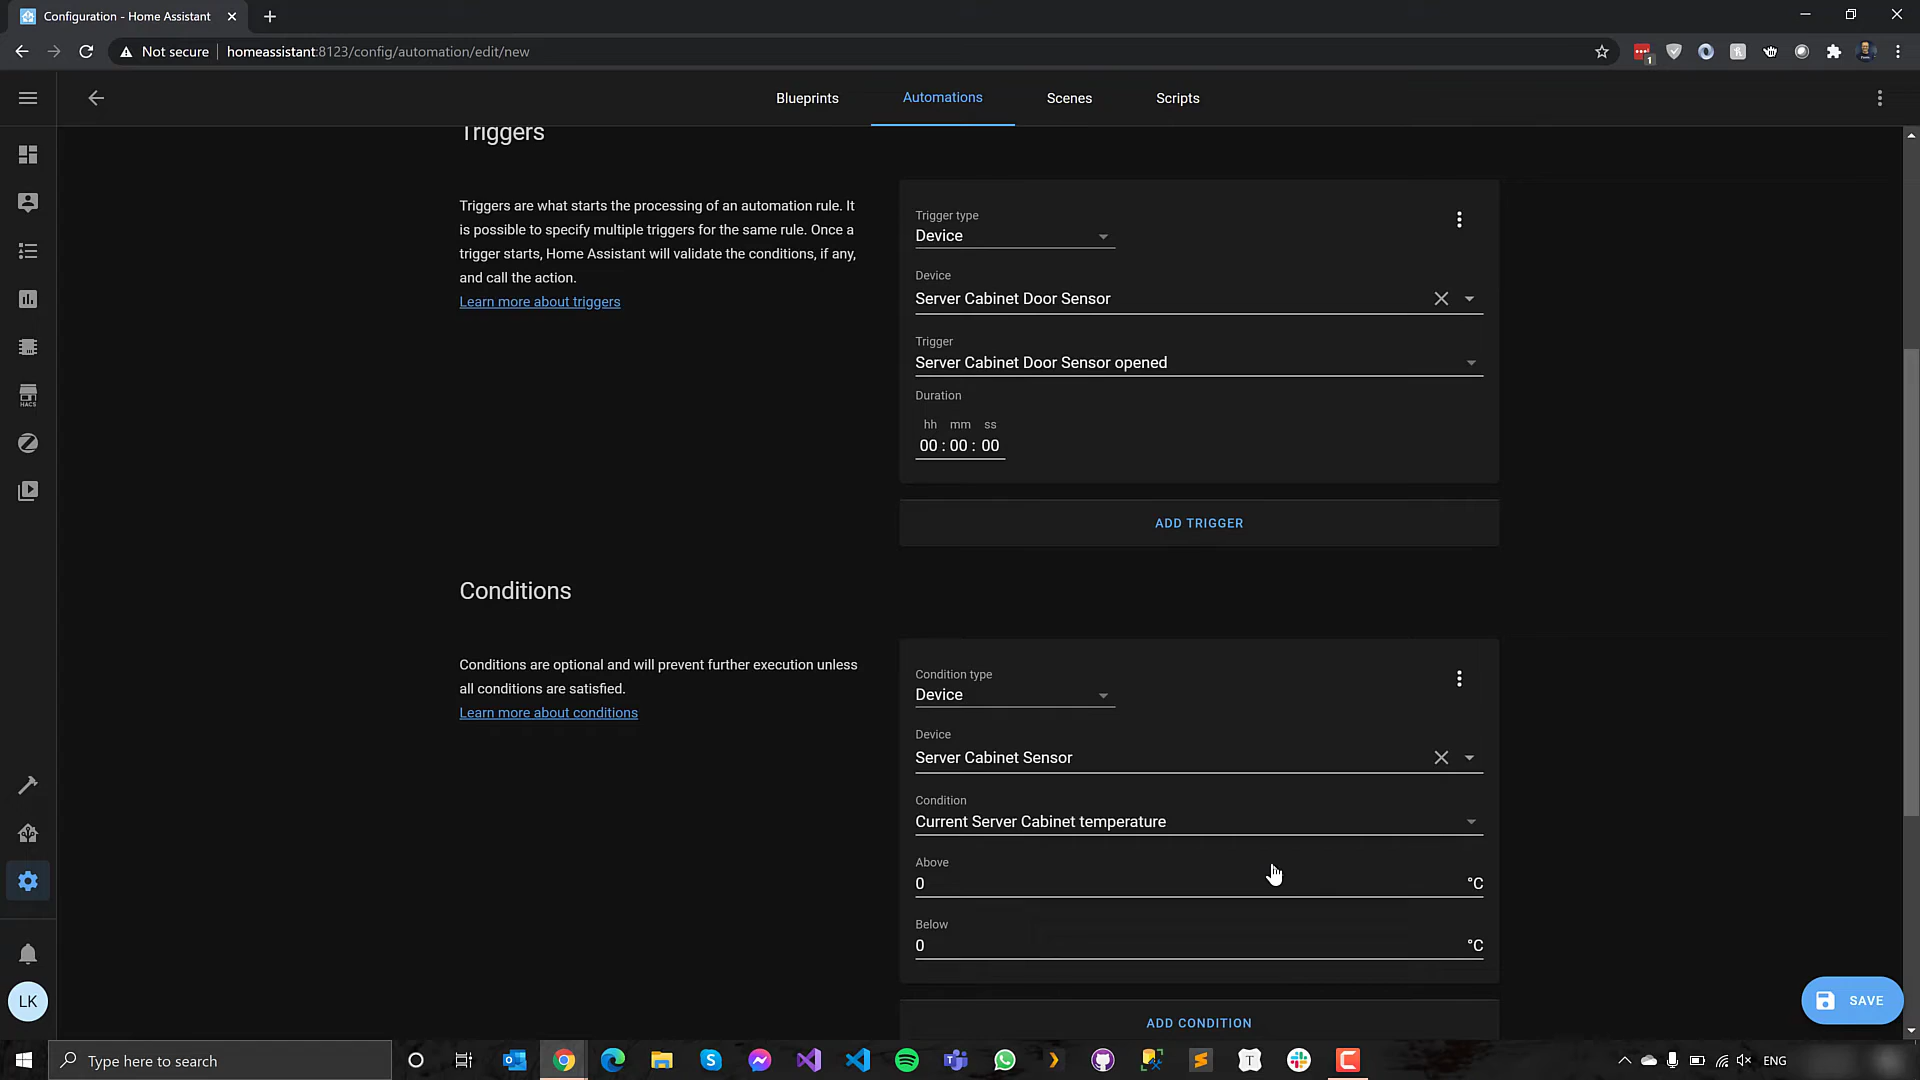 Configuration - Home Assistant
Not secure
homeassistant:8123/config/automation/edit/new
1
Blueprints
Automations
Scenes
Scripts
Triggers
Triggers are what starts the processing of an automation rule. It
is possible to specify multiple triggers for the same rule. Once a
trigger starts, Home Assistant will validate the conditions, if any,
and call the action.
Learn more about triggers
Trigger type
Device
Device
Server Cabinet Door Sensor
Trigger
Server Cabinet Door Sensor opened
Duration
hh mm ss
00 : 00 : 00
ADD TRIGGER
HACS
Conditions
Conditions are optional and will prevent further execution unless
all conditions are satisfied.
Learn more about conditions
Condition type
Device
Device
Server Cabinet Sensor
Condition
Current Server Cabinet temperature
Above
0 °C
Below
0 °C
ADD CONDITION
LK
SAVE
Type here to search
ENG